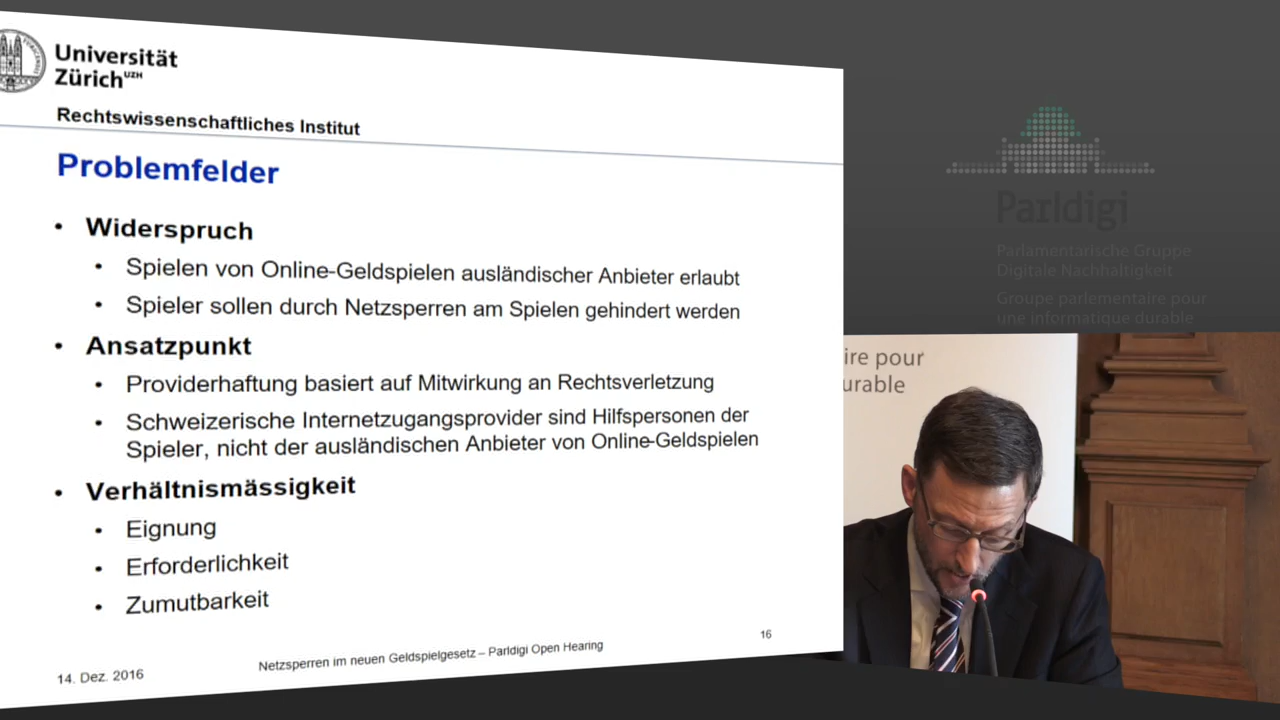 Universität
Zürich UZH
Rechtswissenschaftliches Institut
Problemfelder
• Widerspruch
• Spielen von Online-Geldspielen ausländischer Anbieter erlaubt
• Spieler sollen durch Netzsperren am Spielen gehindert werden
• Ansatzpunkt
• Providerhaftung basiert auf Mitwirkung an Rechtsverletzung
• Schweizerische Internetzugangsprovider sind Hilfspersonen der
Spieler, nicht der ausländischen Anbieter von Online-Geldspielen
• Verhältnismässigkeit
• Eignung
• Erforderlichkeit
• Zumutbarkeit
14. Dez. 2016
Netzsperren im neuen Geldspielgesetz – Parldigi Open Hearing
16
Parldigi
Parlamentarische Gruppe
Digitale Nachhaltigkeit
Groupe parlementaire pour
une informatique durable
ire pour
urable